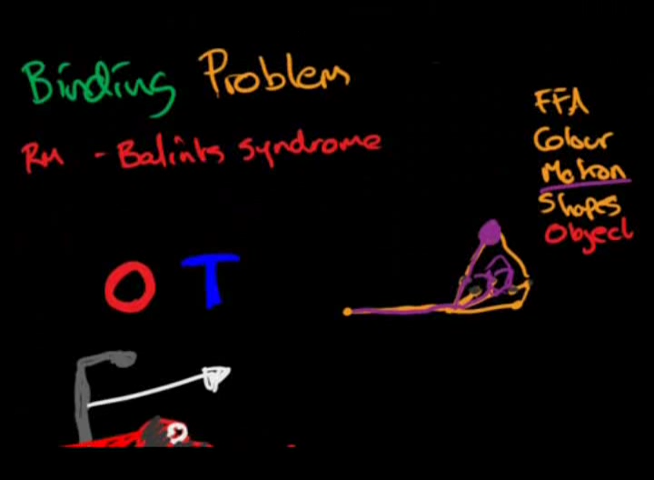 Binding Problem
RM - Balints syndrome
FFA
Colour
Motion
Shapes
Object
O T